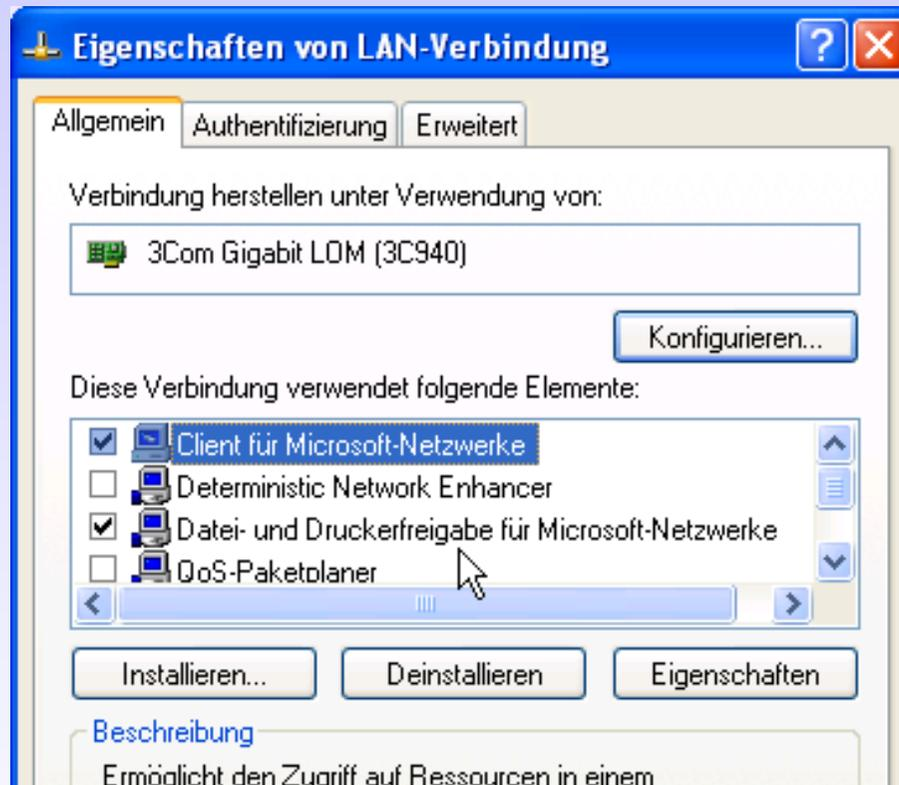 Eigenschaften von LAN-Verbindung
Allgemein Authentifizierung Erweitert
Verbindung herstellen unter Verwendung von:
3Com Gigabit LOM (3C940)
Konfigurieren...
Diese Verbindung verwendet folgende Elemente:
Client für Microsoft-Netzwerke
Deterministic Network Enhancer
Datei- und Druckerfreigabe für Microsoft-Netzwerke
QoS-Paketplaner
Installieren... Deinstallieren Eigenschaften
Beschreibung
Ermöglicht den Zugriff auf Ressourcen in einem